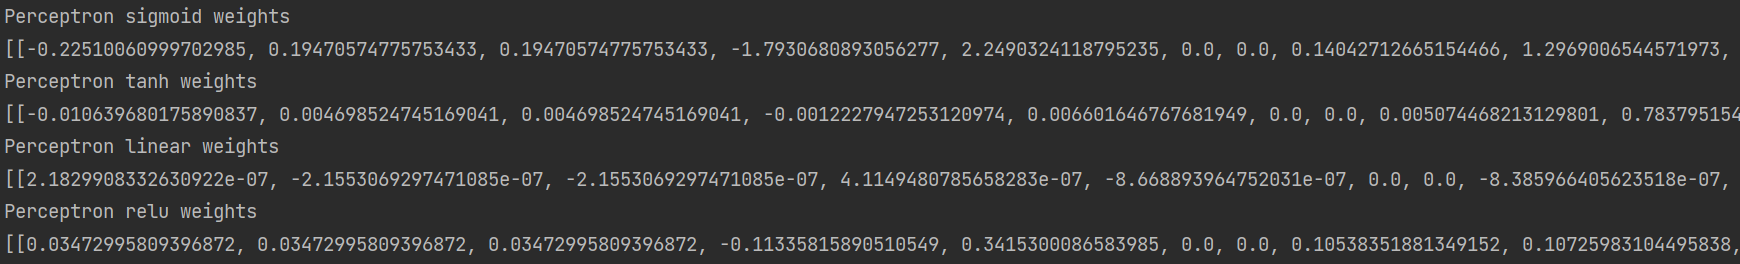 Perceptron sigmoid weights
[[-0.22510060999702985, 0.19470574775753433, 0.19470574775753433, -1.7930680893056277, 2.2490324118795235, 0.0, 0.0, 0.14042712665154466, 1.2969006544571973,
Perceptron tanh weights
[[-0.010639680175890837, 0.004698524745169041, 0.004698524745169041, -0.0012227947253120974, 0.006601646767681949, 0.0, 0.0, 0.005074468213129801, 0.783795154
Perceptron linear weights
[[2.1829908332630922e-07, -2.1553069297471085e-07, -2.1553069297471085e-07, 4.1149480785658283e-07, -8.668893964752031e-07, 0.0, 0.0, -8.385966405623518e-07,
Perceptron relu weights
[[0.03472995809396872, 0.03472995809396872, 0.03472995809396872, -0.11335815890510549, 0.3415300086583985, 0.0, 0.0, 0.10538351881349152, 0.10725983104495838,